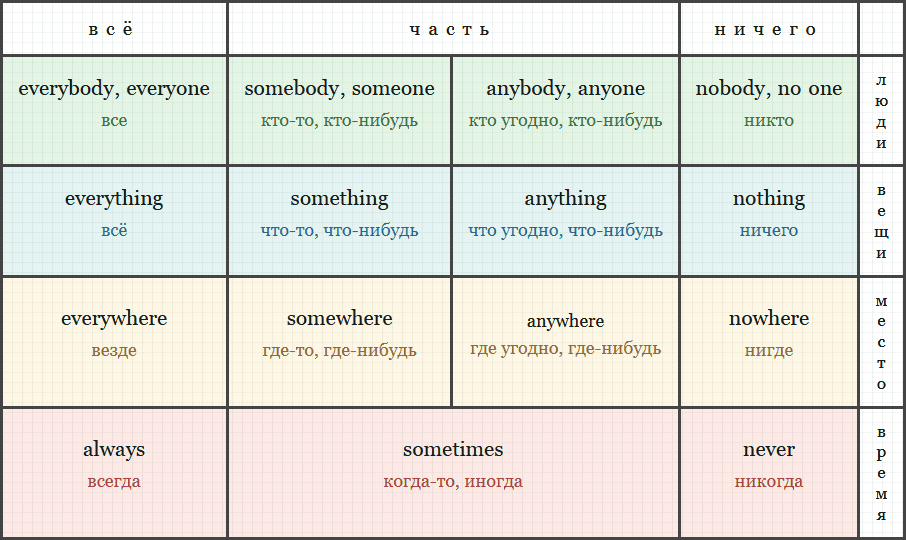 всё часть ничего
everybody, everyone somebody, someone anybody, anyone nobody, no one люди
все кто-то, кто-нибудь кто угодно, кто-нибудь никто
everything something anything nothing вещи
всё что-то, что-нибудь что угодно, что-нибудь ничего
everywhere somewhere anywhere nowhere место
везде где-то, где-нибудь где угодно, где-нибудь нигде
always sometimes never время
всегда когда-то, иногда никогда